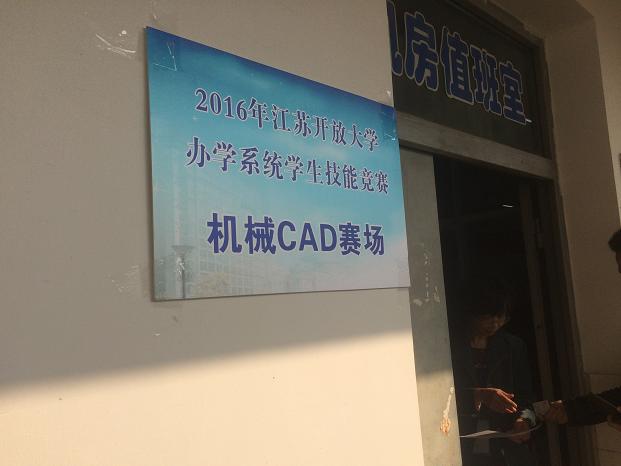 2016年江苏开放大学
办学系统学生技能竞赛
机械CAD赛场
房值班室